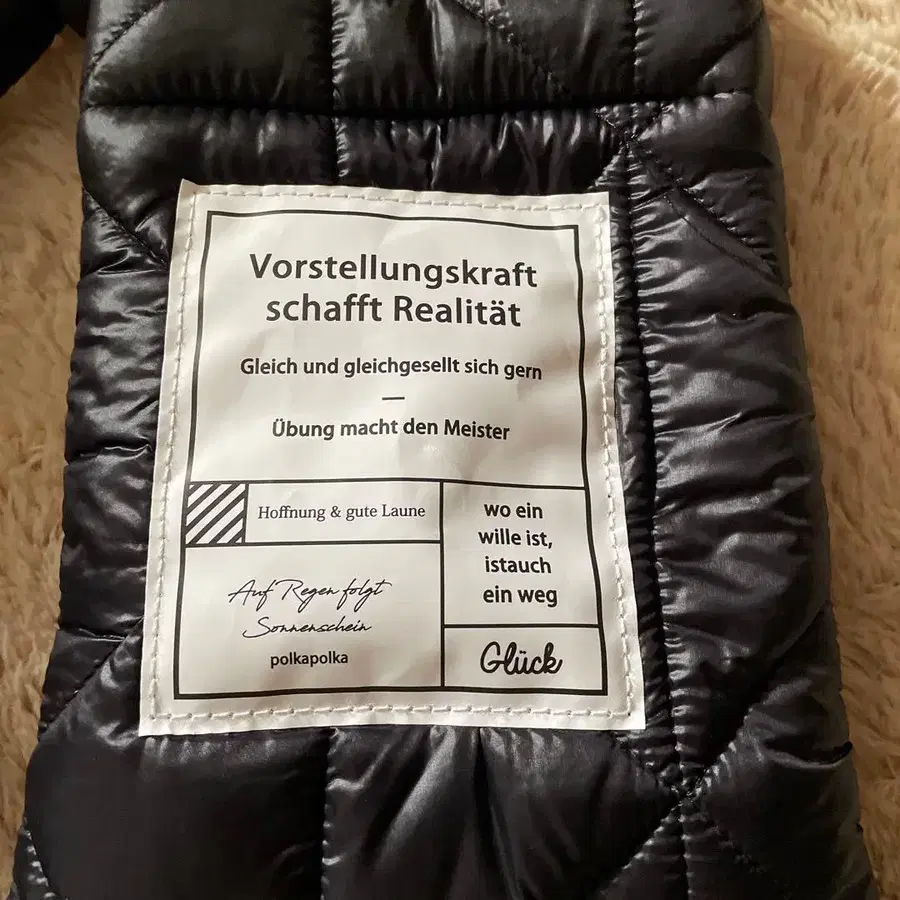 Vorstellungskraft
schafft Realität
Gleich und gleichgesellt sich gern
—
Übung macht den Meister
Hoffnung & gute Laune
wo ein
wille ist,
istauch
ein weg
Auf Regen folgt
Sonnenschein
polkapolka
Glück